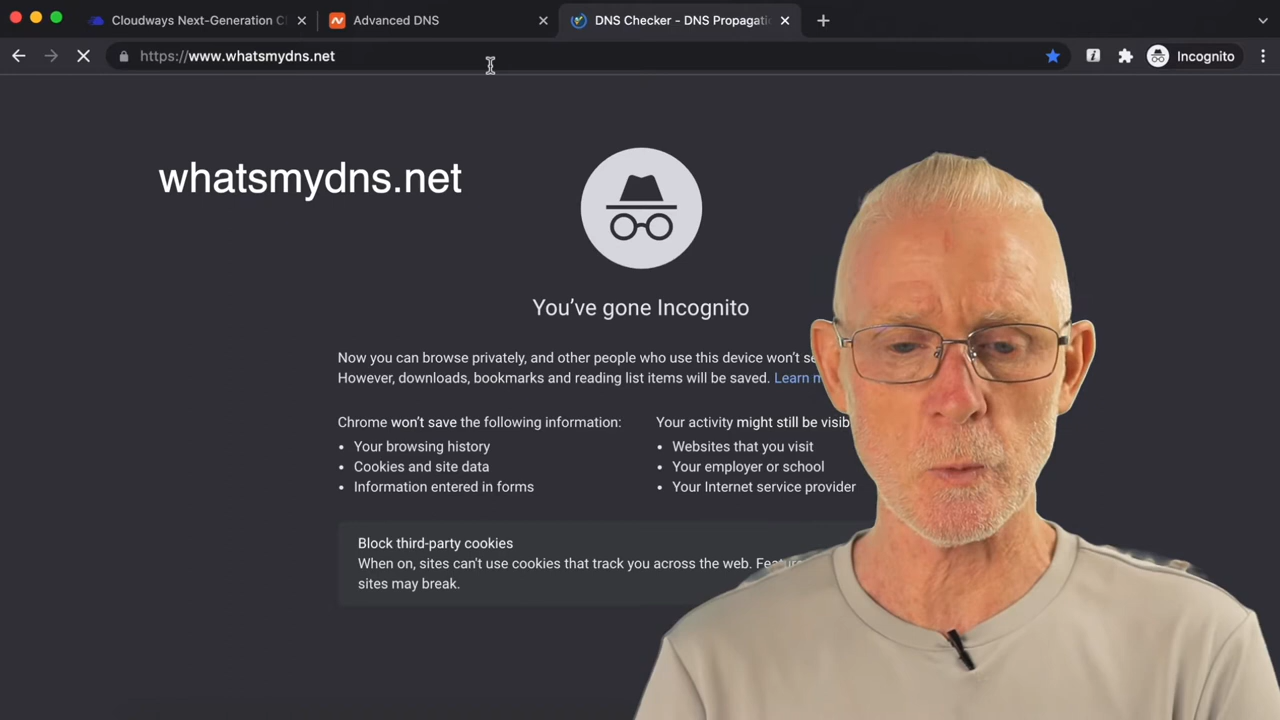 Cloudways Next-Generation C
Advanced DNS
DNS Checker - DNS Propagati
https://www.whatsmydns.net
Incognito
whatsmydns.net
You've gone Incognito
Now you can browse privately, and other people who use this device won't se
However, downloads, bookmarks and reading list items will be saved. Learn m
Chrome won't save the following information:
Your activity might still be visib
• Your browsing history
• Websites that you visit
• Cookies and site data
• Your employer or school
• Information entered in forms
• Your Internet service provider
Block third-party cookies
When on, sites can't use cookies that track you across the web. Featu
sites may break.